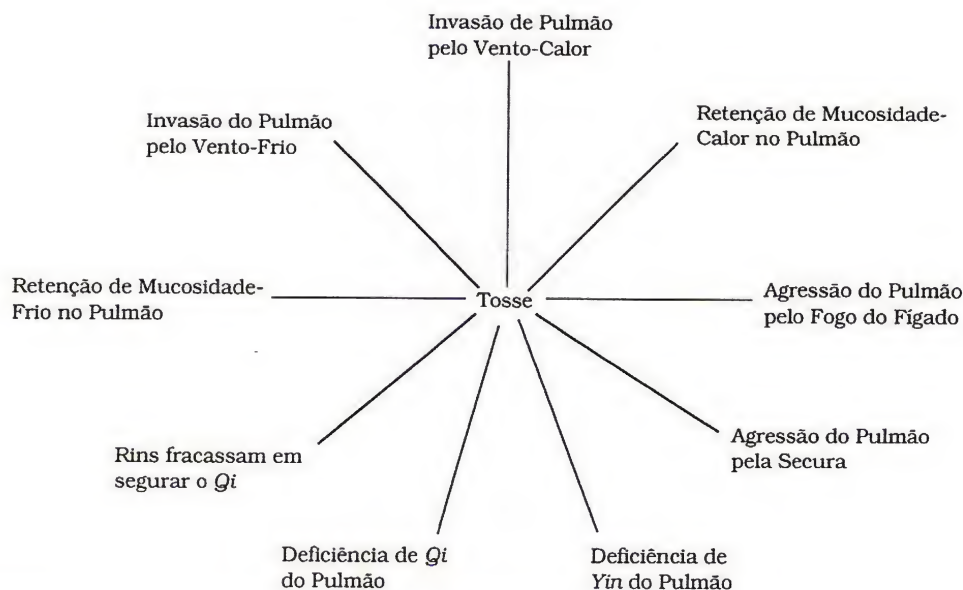 Invasão de Pulmão
pelo Vento-Calor
Invasão do Pulmão
pelo Vento-Frio
Retenção de Mucosidade-
Calor no Pulmão
Retenção de Mucosidade-
Frio no Pulmão
Tosse
Agressão do Pulmão
pelo Fogo do Fígado
Rins fracassam em
segurar o Qi
Agressão do Pulmão
pela Secura
Deficiência de Qi
do Pulmão
Deficiência de
Yin do Pulmão